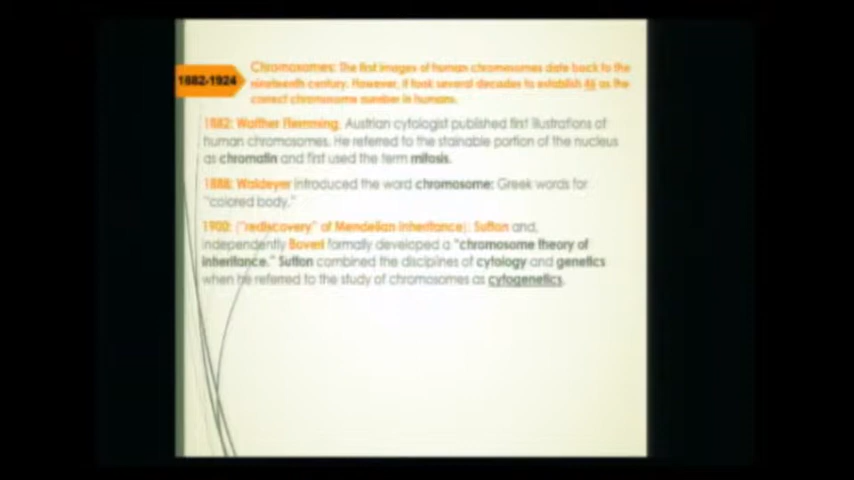 1882-1924
Chromosomes: The first images of human chromosomes date back to the
nineteenth century. However, it took several decades to establish 46 as the
correct chromosome number in humans.
1882: Walther Flemming, Austrian cytologist published first illustrations of
human chromosomes. He referred to the stainable portion of the nucleus
as chromatin and first used the term mitosis.
1888: Waldeyer introduced the word chromosome: Greek words for
"colored body."
1900: ("rediscovery" of Mendelian inheritance): Sutton and,
independently Boveri formally developed a "chromosome theory of
inheritance." Sutton combined the disciplines of cytology and genetics
when he referred to the study of chromosomes as cytogenetics.